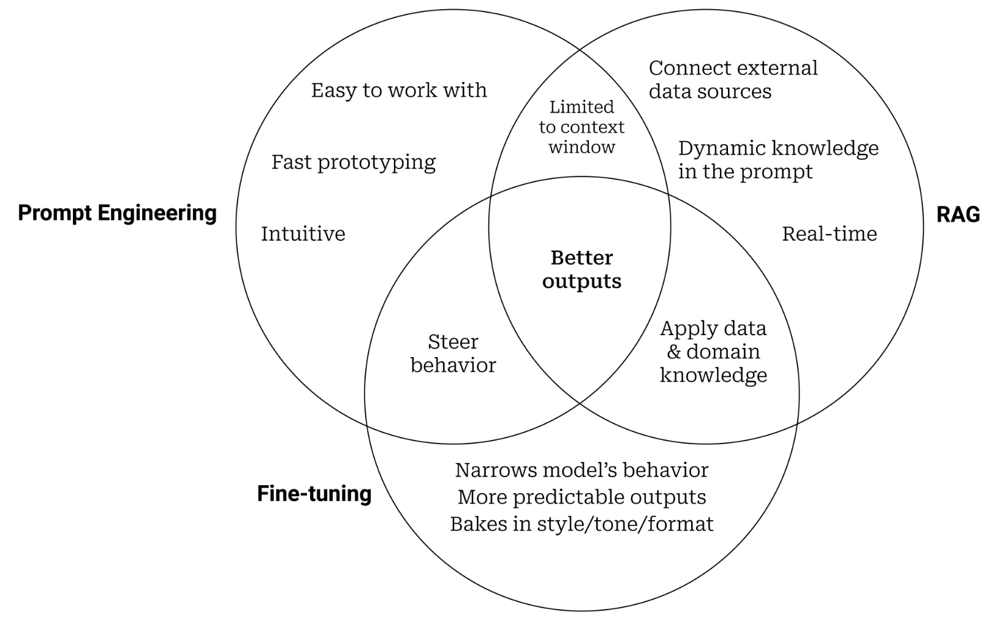 Easy to work with
Fast prototyping
Intuitive
Prompt Engineering
Limited
to context
window
Connect external
data sources
Dynamic knowledge
in the prompt
Real-time
RAG
Better
outputs
Steer
behavior
Apply data
& domain
knowledge
Fine-tuning
Narrows model’s behavior
More predictable outputs
Bakes in style/tone/format